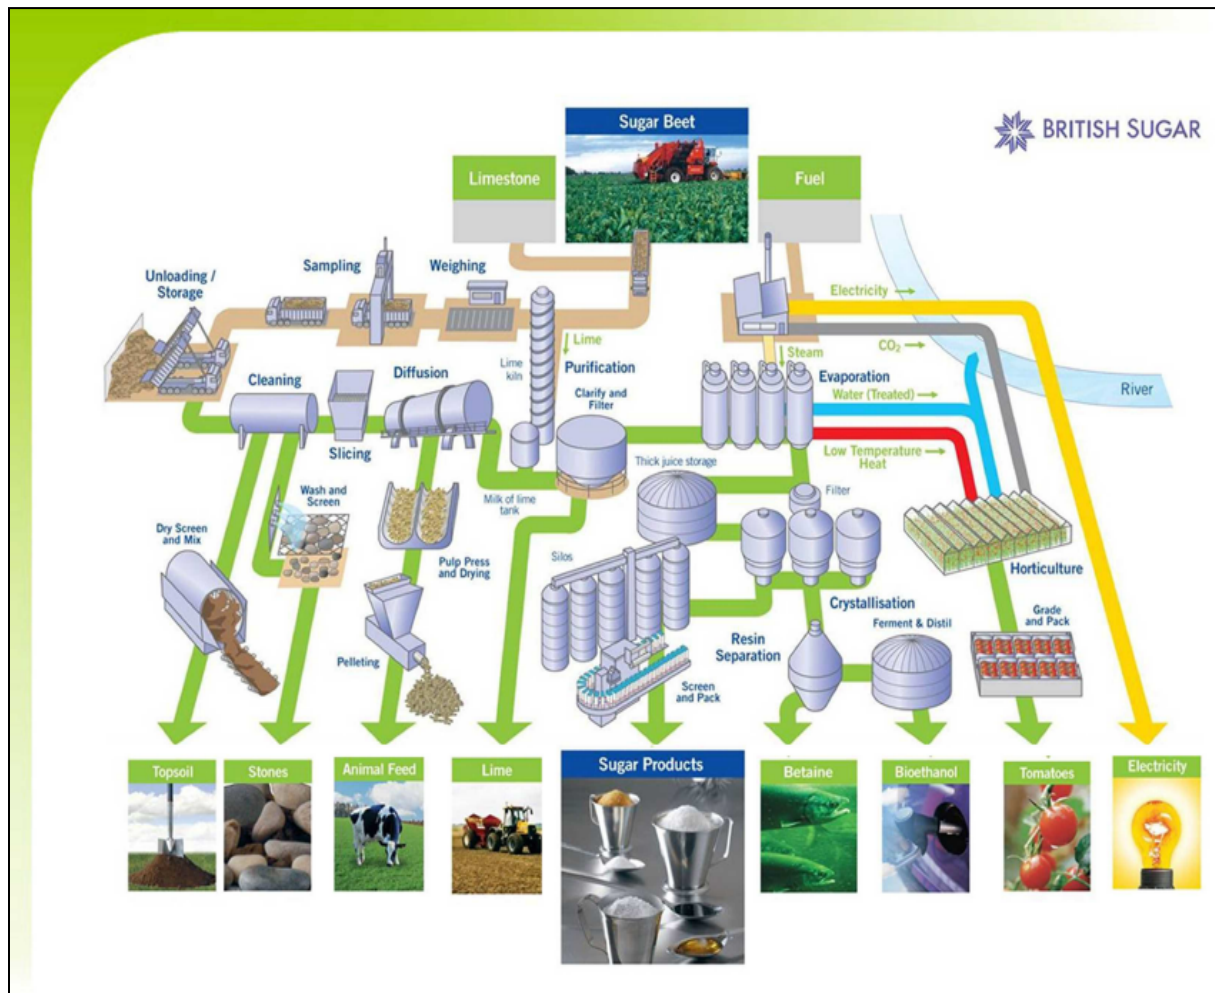 Sugar Beet
BRITISH SUGAR
Limestone
Fuel
Sampling
Weighing
Unloading /
Storage
Electricity
Lime
CO₂
Steam
Lime
kiln
Purification
Evaporation
Cleaning
Diffusion
Clarify and
Filter
Water (Treated)
River
Slicing
Low Temperature
Heat
Thick juice storage
Wash and
Screen
Milk of lime
tank
Filter
Dry Screen
and Mix
Silos
Pulp Press
and Drying
Horticulture
Crystallisation
Grade
and Pack
Ferment & Distil
Resin
Separation
Pelleting
Screen
and Pack
Topsoil
Stones
Animal Feed
Lime
Sugar Products
Betaine
Bioethanol
Tomatoes
Electricity